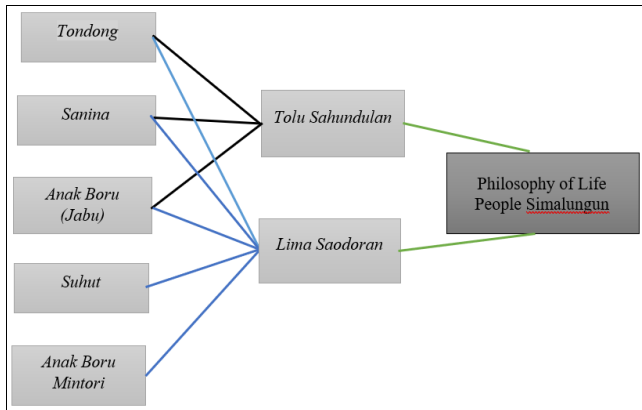 Tondong
Sanina
Anak Boru
(Jabu)
Suhut
Anak Boru
Mintori
Tolu Sahundulan
Lima Saodoran
Philosophy of Life
People Simalungun